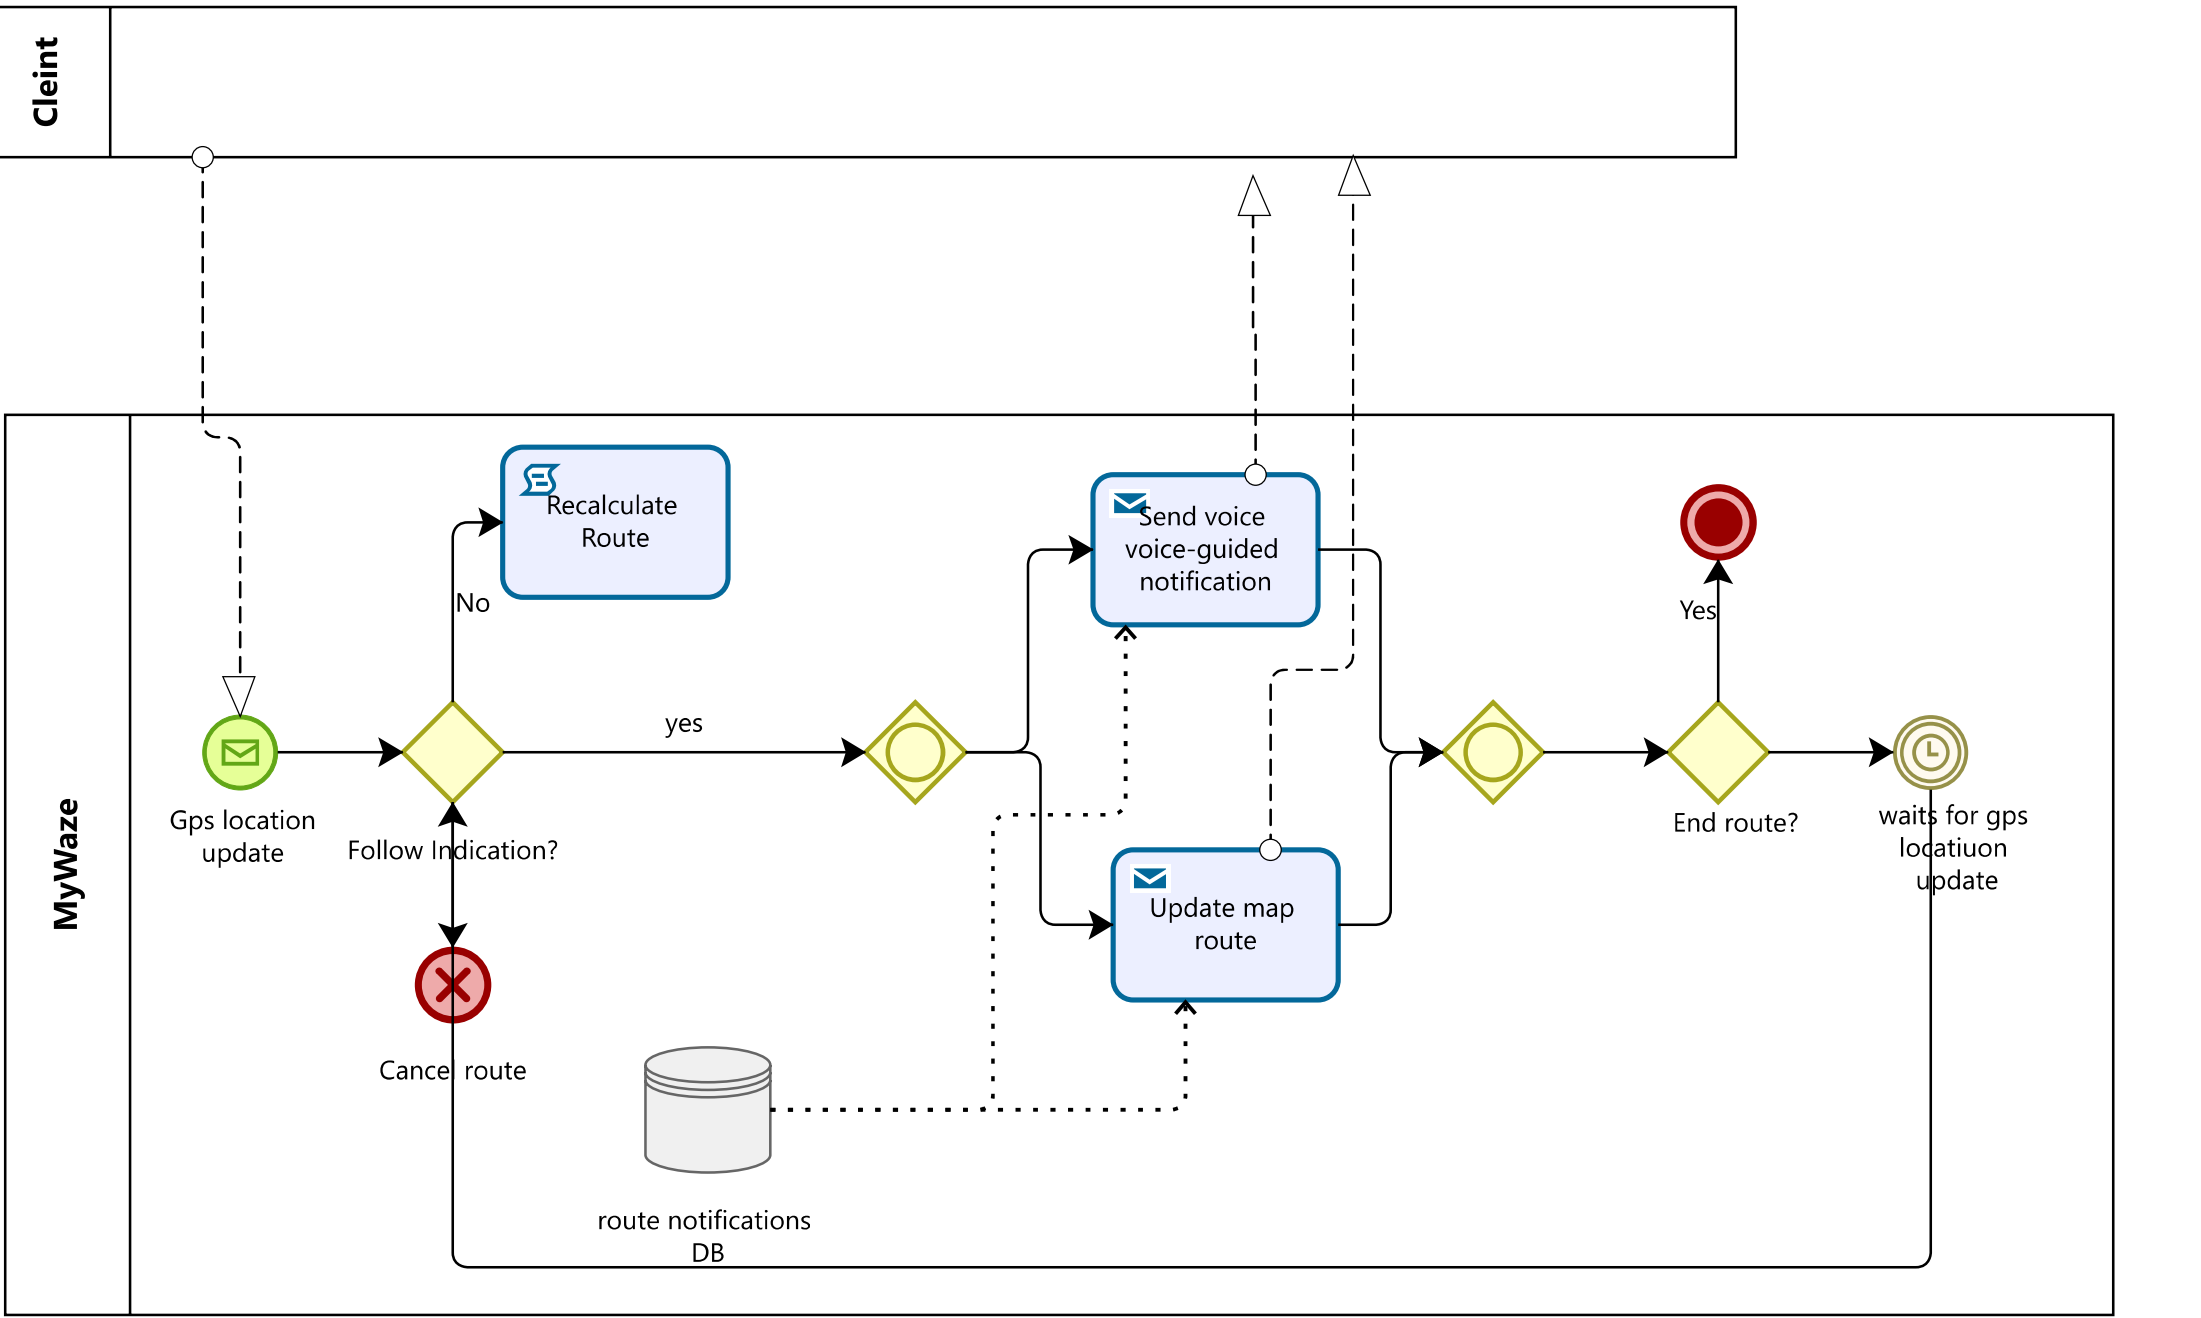 Cleint
MyWaze
Recalculate
Route
No
Send voice
voice-guided
notification
Yes
yes
Gps location
update
Follow Indication?
End route?
waits for gps
locatiuon
update
Update map
route
Cancel route
route notifications
DB